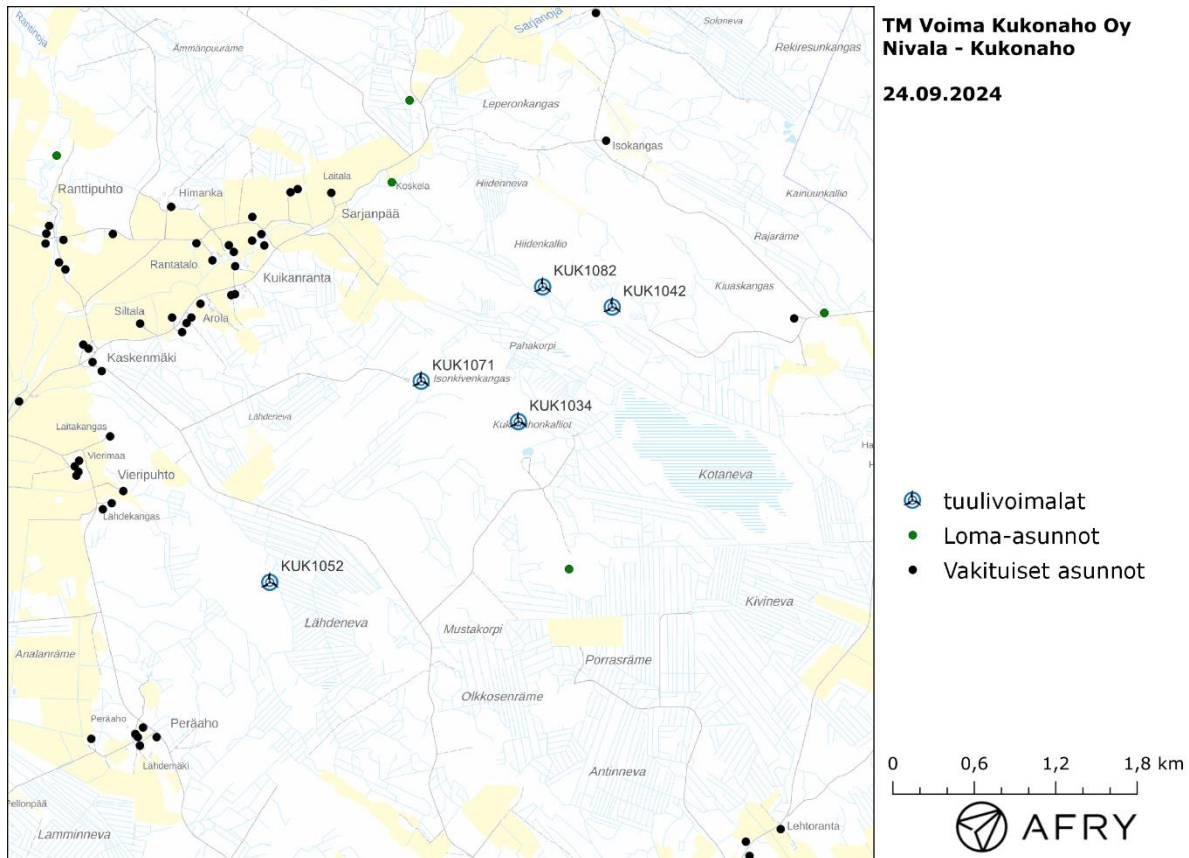 TM Voima Kukonaho Oy
Nivala - Kukonaho
24.09.2024
Rantinoja
Sarjanoja
Soloneva
Ämmänpuuräme
Rekiresunkangas
Leperonkangas
Isokangas
Ranttipuhto
Himanka
Laitala
Koskela
Hiidenneva
Kainuunkallio
Sarjanpää
Rajaräme
Hiidenkallio
Rantatalo
Kuikanranta
KUK1082
Kiuaskangas
KUK1042
Siltala
Arola
Pahakorpi
Kaskenmäki
KUK1071
Isonkivenkangas
KUK1034
Lähdeneva
Laitakangas
Vierimaa
Vieripuhto
Kotaneva
Lähdekangas
KUK1052
Kivineva
Lähdeneva
Mustakorpi
Analanräme
Porrasräme
Olkkosenräme
Peräaho
Peräaho
Lähdemäki
Antinneva
Pellonpää
Lehtoranta
Lamminneva
tuulivoimalat
Loma-asunnot
Vakituiset asunnot
0 0,6 1,2 1,8 km
AFRY